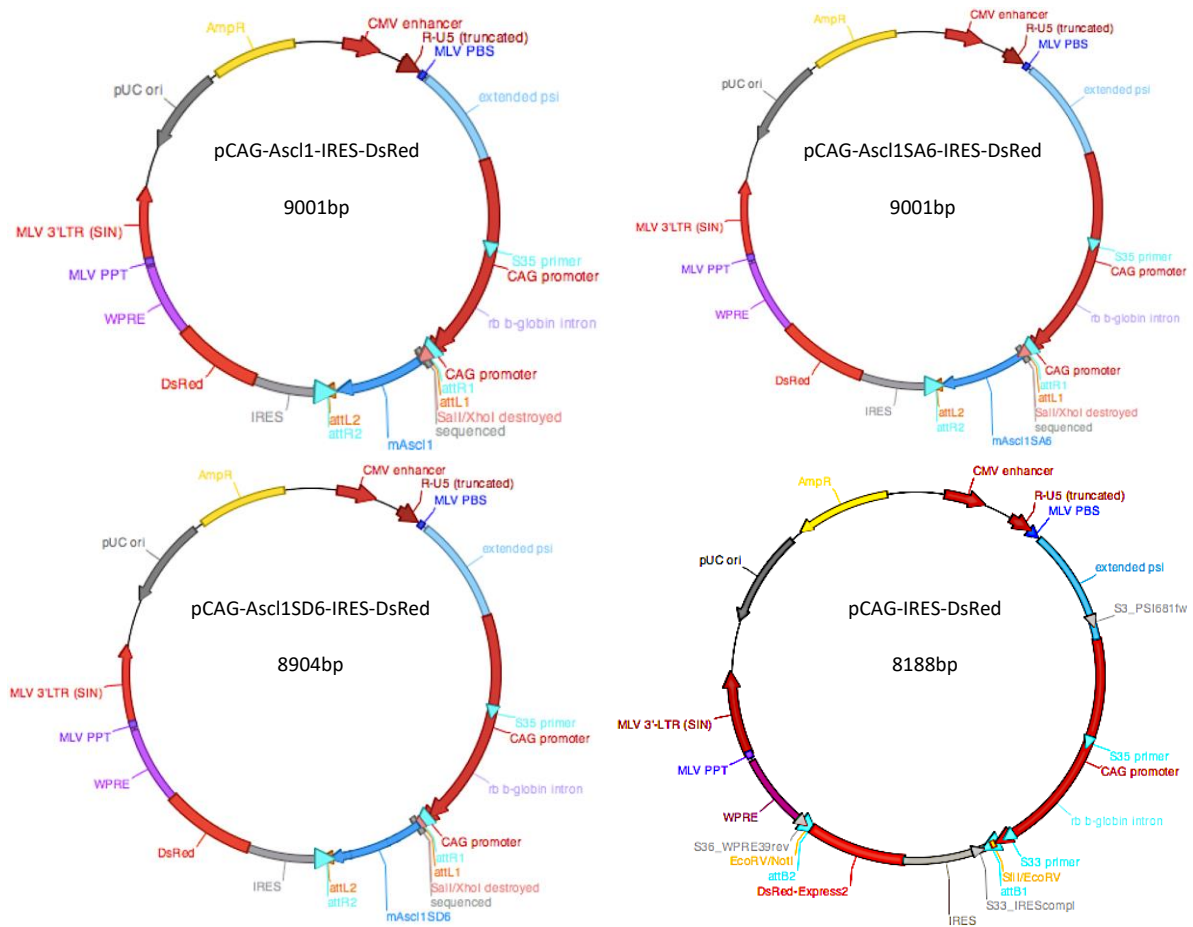 CMV enhancer
AmpR
R-U5 (truncated)
MLV PBS
pUC ori
extended psi
pCAG-Ascl1-IRES-DsRed
9001bp
MLV 3'LTR (SIN)
S35 primer
CAG promoter
MLV PPT
WPRE
rb b-globin intron
DsRed
CAG promoter
attR1
attL1
IRES
attL2
SalI/XhoI destroyed
attR2
sequenced
mAscl1
CMV enhancer
AmpR
R-U5 (truncated)
MLV PBS
pUC ori
extended psi
pCAG-Ascl1SA6-IRES-DsRed
9001bp
MLV 3'LTR (SIN)
S35 primer
CAG promoter
MLV PPT
WPRE
rb b-globin intron
DsRed
CAG promoter
attR1
attL1
IRES
attL2
SalI/XhoI destroyed
attR2
sequenced
mAscl1SA6
CMV enhancer
AmpR
R-U5 (truncated)
MLV PBS
pUC ori
extended psi
pCAG-Ascl1SD6-IRES-DsRed
8904bp
MLV 3'LTR (SIN)
S35 primer
MLV PPT
CAG promoter
WPRE
rb b-globin intron
DsRed
CAG promoter
attR1
attL1
IRES
attL2
SalI/XhoI destroyed
attR2
sequenced
mAscl1SD6
CMV enhancer
AmpR
R-U5 (truncated)
MLV PBS
pUC ori
extended psi
S3_PSI681fw
pCAG-IRES-DsRed
8188bp
MLV 3'-LTR (SIN)
S35 primer
MLV PPT
CAG promoter
WPRE
rb b-globin intron
S36_WPRE39rev
EcoRV/NotI
S33 primer
attB2
SfiI/EcoRV
DsRed-Express2
attB1
S33_IREScompl
IRES